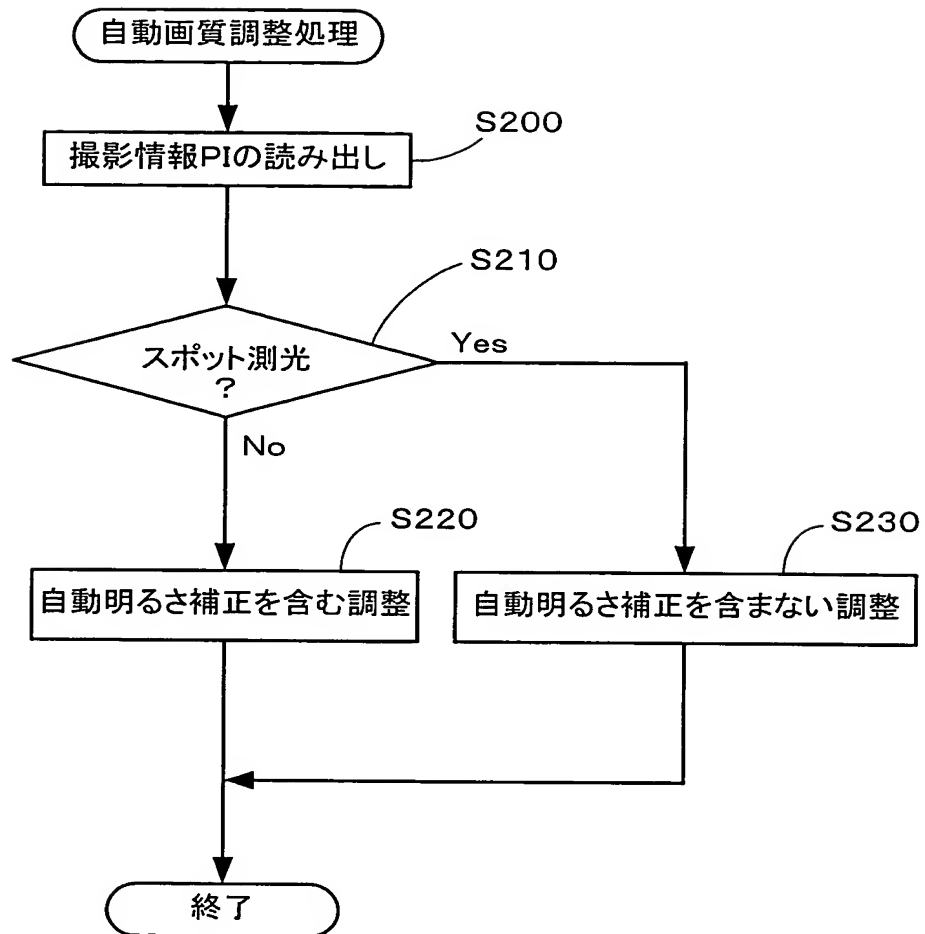 自動画質調整処理
S200
撮影情報PIの読み出し
S210
スポット測光
?
Yes
No
S220
S230
自動明るさ補正を含む調整
自動明るさ補正を含まない調整
終了